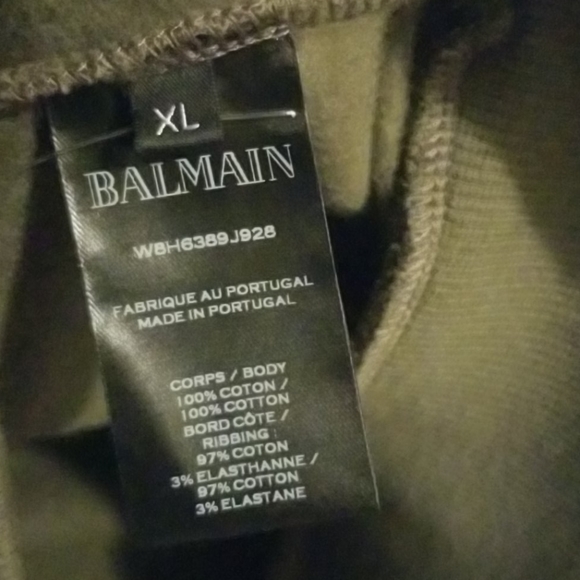 XL
BALMAIN
W8H6389J928
FABRIQUE AU PORTUGAL
MADE IN PORTUGAL
CORPS / BODY
100% COTON /
100% COTTON
BORD CÔTE /
RIBBING :
97% COTON
3% ELASTHANNE /
97% COTTON
3% ELASTANE